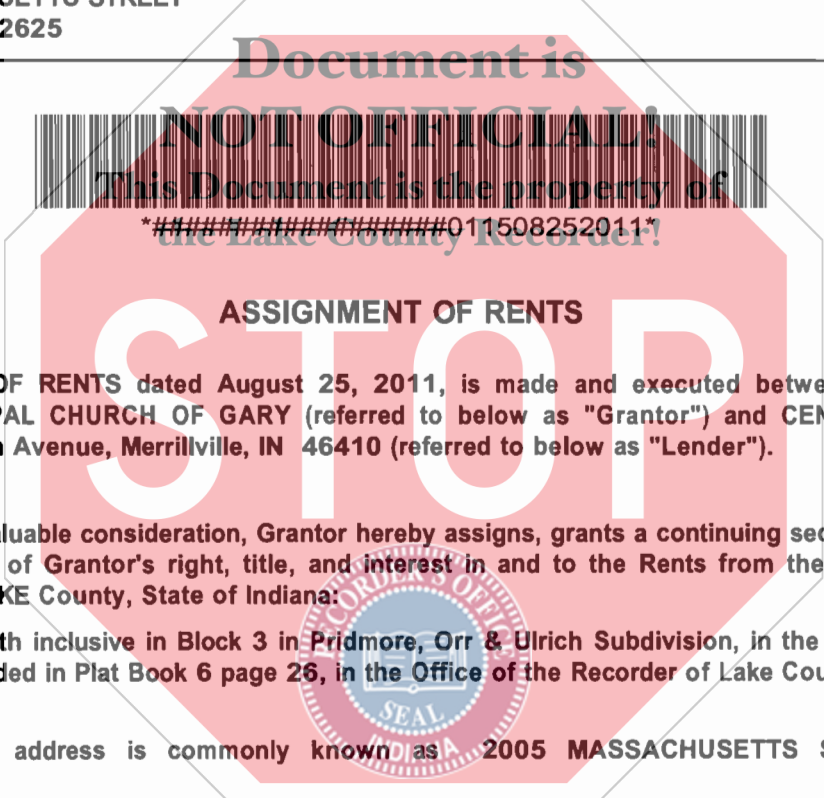 2625
Document is
NOT OFFICIAL!
This Document is the property of
the Lake County Recorder!
*##################011508252011*
ASSIGNMENT OF RENTS
OF RENTS dated August 25, 2011, is made and executed betwe
PAL CHURCH OF GARY (referred to below as "Grantor") and CEN
Avenue, Merrillville, IN 46410 (referred to below as "Lender").
luable consideration, Grantor hereby assigns, grants a continuing sec
of Grantor's right, title, and interest in and to the Rents from the
KE County, State of Indiana:
th inclusive in Block 3 in Pridmore, Orr & Ulrich Subdivision, in the
ded in Plat Book 6 page 26, in the Office of the Recorder of Lake Cou
address is commonly known as 2005 MASSACHUSETTS S
STOP
RECORDER'S OFFICE
SEAL
INDIANA